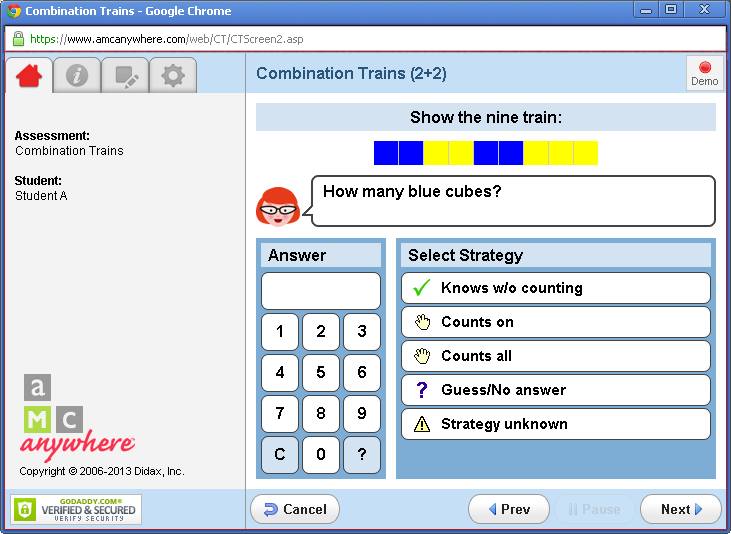 Combination Trains - Google Chrome
https://www.amcanywhere.com/web/CT/CTScreen2.asp
Combination Trains (2+2)
Demo
Assessment:
Combination Trains
Student:
Student A
Show the nine train:
How many blue cubes?
Answer
1 2 3
4 5 6
7 8 9
C 0 ?
Select Strategy
Knows w/o counting
Counts on
Counts all
? Guess/No answer
Strategy unknown
a
M C
anywhere
Copyright © 2006-2013 Didax, Inc.
GODADDY.COM®
VERIFIED & SECURED
VERIFY SECURITY
Cancel
Prev
Pause
Next